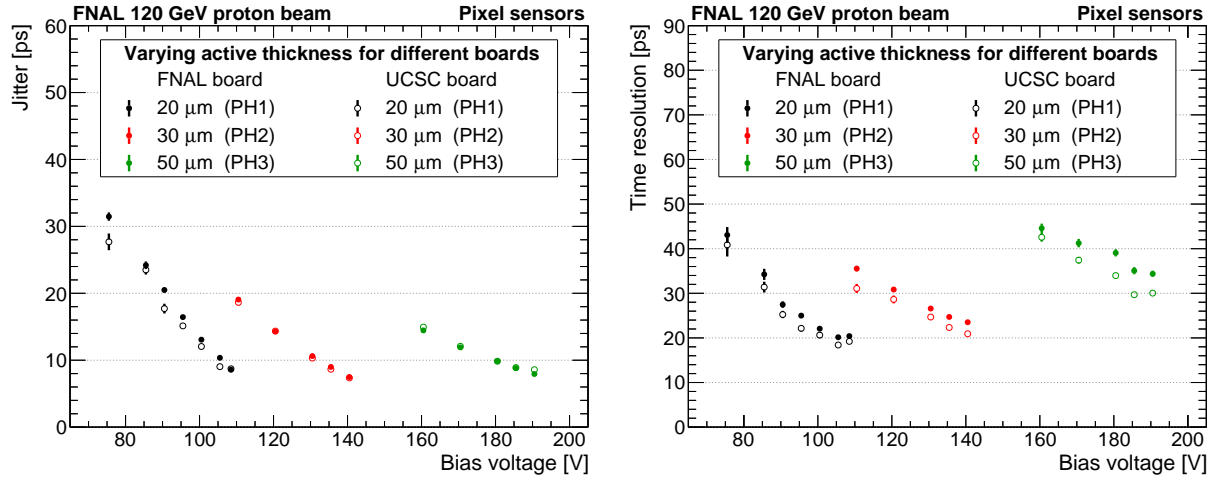 FNAL 120 GeV proton beam Pixel sensors
Jitter [ps]
Varying active thickness for different boards
FNAL board UCSC board
20 μm (PH1) 20 μm (PH1)
30 μm (PH2) 30 μm (PH2)
50 μm (PH3) 50 μm (PH3)
60
50
40
30
20
10
0
80 100 120 140 160 180 200
Bias voltage [V]
FNAL 120 GeV proton beam Pixel sensors
Time resolution [ps]
Varying active thickness for different boards
FNAL board UCSC board
20 μm (PH1) 20 μm (PH1)
30 μm (PH2) 30 μm (PH2)
50 μm (PH3) 50 μm (PH3)
90
80
70
60
50
40
30
20
10
0
80 100 120 140 160 180 200
Bias voltage [V]